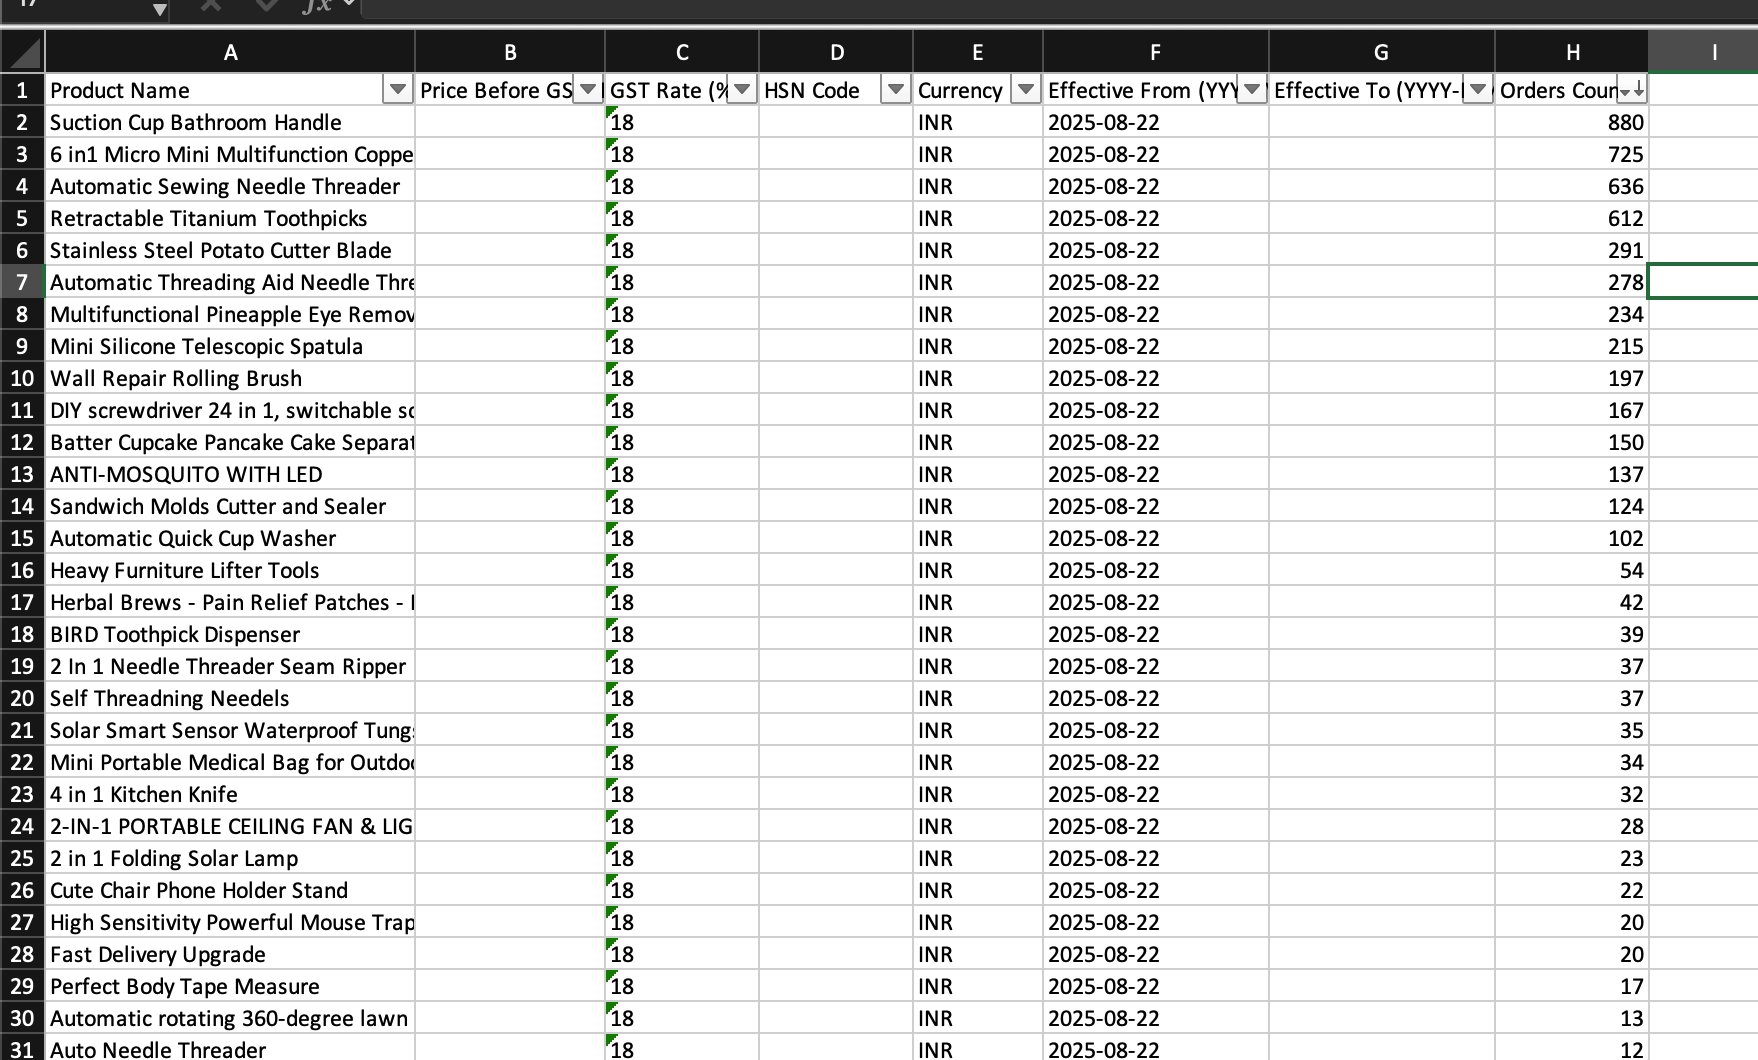 fx
A B C D E F G H I
1 Product Name Price Before GS GST Rate (% HSN Code Currency Effective From (YYY Effective To (YYYY- Orders Coun
2 Suction Cup Bathroom Handle 18 INR 2025-08-22 880
3 6 in1 Micro Mini Multifunction Coppe 18 INR 2025-08-22 725
4 Automatic Sewing Needle Threader 18 INR 2025-08-22 636
5 Retractable Titanium Toothpicks 18 INR 2025-08-22 612
6 Stainless Steel Potato Cutter Blade 18 INR 2025-08-22 291
7 Automatic Threading Aid Needle Thre 18 INR 2025-08-22 278
8 Multifunctional Pineapple Eye Remov 18 INR 2025-08-22 234
9 Mini Silicone Telescopic Spatula 18 INR 2025-08-22 215
10 Wall Repair Rolling Brush 18 INR 2025-08-22 197
11 DIY screwdriver 24 in 1, switchable sc 18 INR 2025-08-22 167
12 Batter Cupcake Pancake Cake Separat 18 INR 2025-08-22 150
13 ANTI-MOSQUITO WITH LED 18 INR 2025-08-22 137
14 Sandwich Molds Cutter and Sealer 18 INR 2025-08-22 124
15 Automatic Quick Cup Washer 18 INR 2025-08-22 102
16 Heavy Furniture Lifter Tools 18 INR 2025-08-22 54
17 Herbal Brews - Pain Relief Patches - 18 INR 2025-08-22 42
18 BIRD Toothpick Dispenser 18 INR 2025-08-22 39
19 2 In 1 Needle Threader Seam Ripper 18 INR 2025-08-22 37
20 Self Threadning Needels 18 INR 2025-08-22 37
21 Solar Smart Sensor Waterproof Tungs 18 INR 2025-08-22 35
22 Mini Portable Medical Bag for Outdoo 18 INR 2025-08-22 34
23 4 in 1 Kitchen Knife 18 INR 2025-08-22 32
24 2-IN-1 PORTABLE CEILING FAN & LIG 18 INR 2025-08-22 28
25 2 in 1 Folding Solar Lamp 18 INR 2025-08-22 23
26 Cute Chair Phone Holder Stand 18 INR 2025-08-22 22
27 High Sensitivity Powerful Mouse Trap 18 INR 2025-08-22 20
28 Fast Delivery Upgrade 18 INR 2025-08-22 20
29 Perfect Body Tape Measure 18 INR 2025-08-22 17
30 Automatic rotating 360-degree lawn 18 INR 2025-08-22 13
31 Auto Needle Threader 18 INR 2025-08-22 12